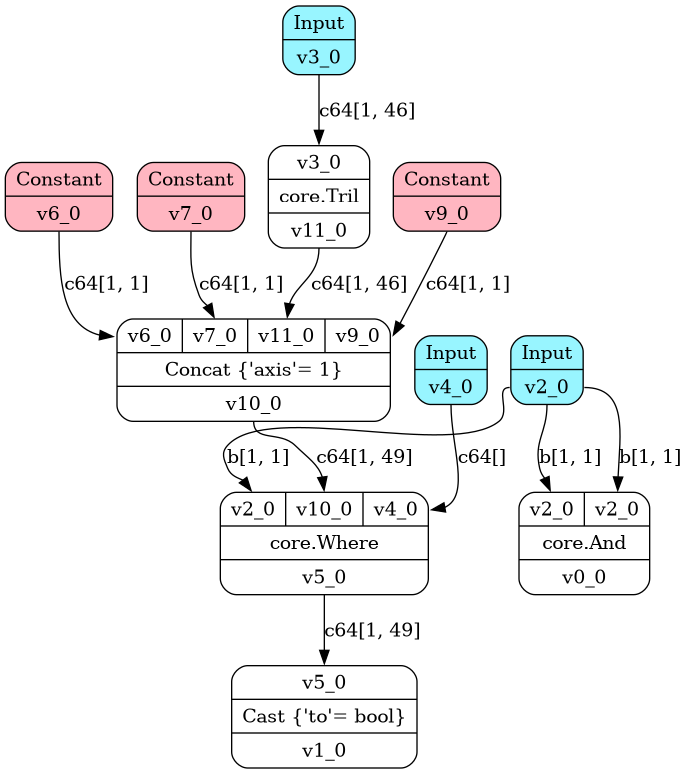 Input
v3_0
c64[1, 46]
Constant
v6_0
Constant
v7_0
v3_0
core.Tril
v11_0
Constant
v9_0
c64[1, 1]
c64[1, 1]
c64[1, 46]
c64[1, 1]
v6_0 v7_0 v11_0 v9_0
Concat {'axis'= 1}
v10_0
Input
v4_0
Input
v2_0
b[1, 1]
c64[1, 49]
c64[]
b[1, 1]
b[1, 1]
v2_0 v10_0 v4_0
core.Where
v5_0
v2_0 v2_0
core.And
v0_0
c64[1, 49]
v5_0
Cast {'to'= bool}
v1_0